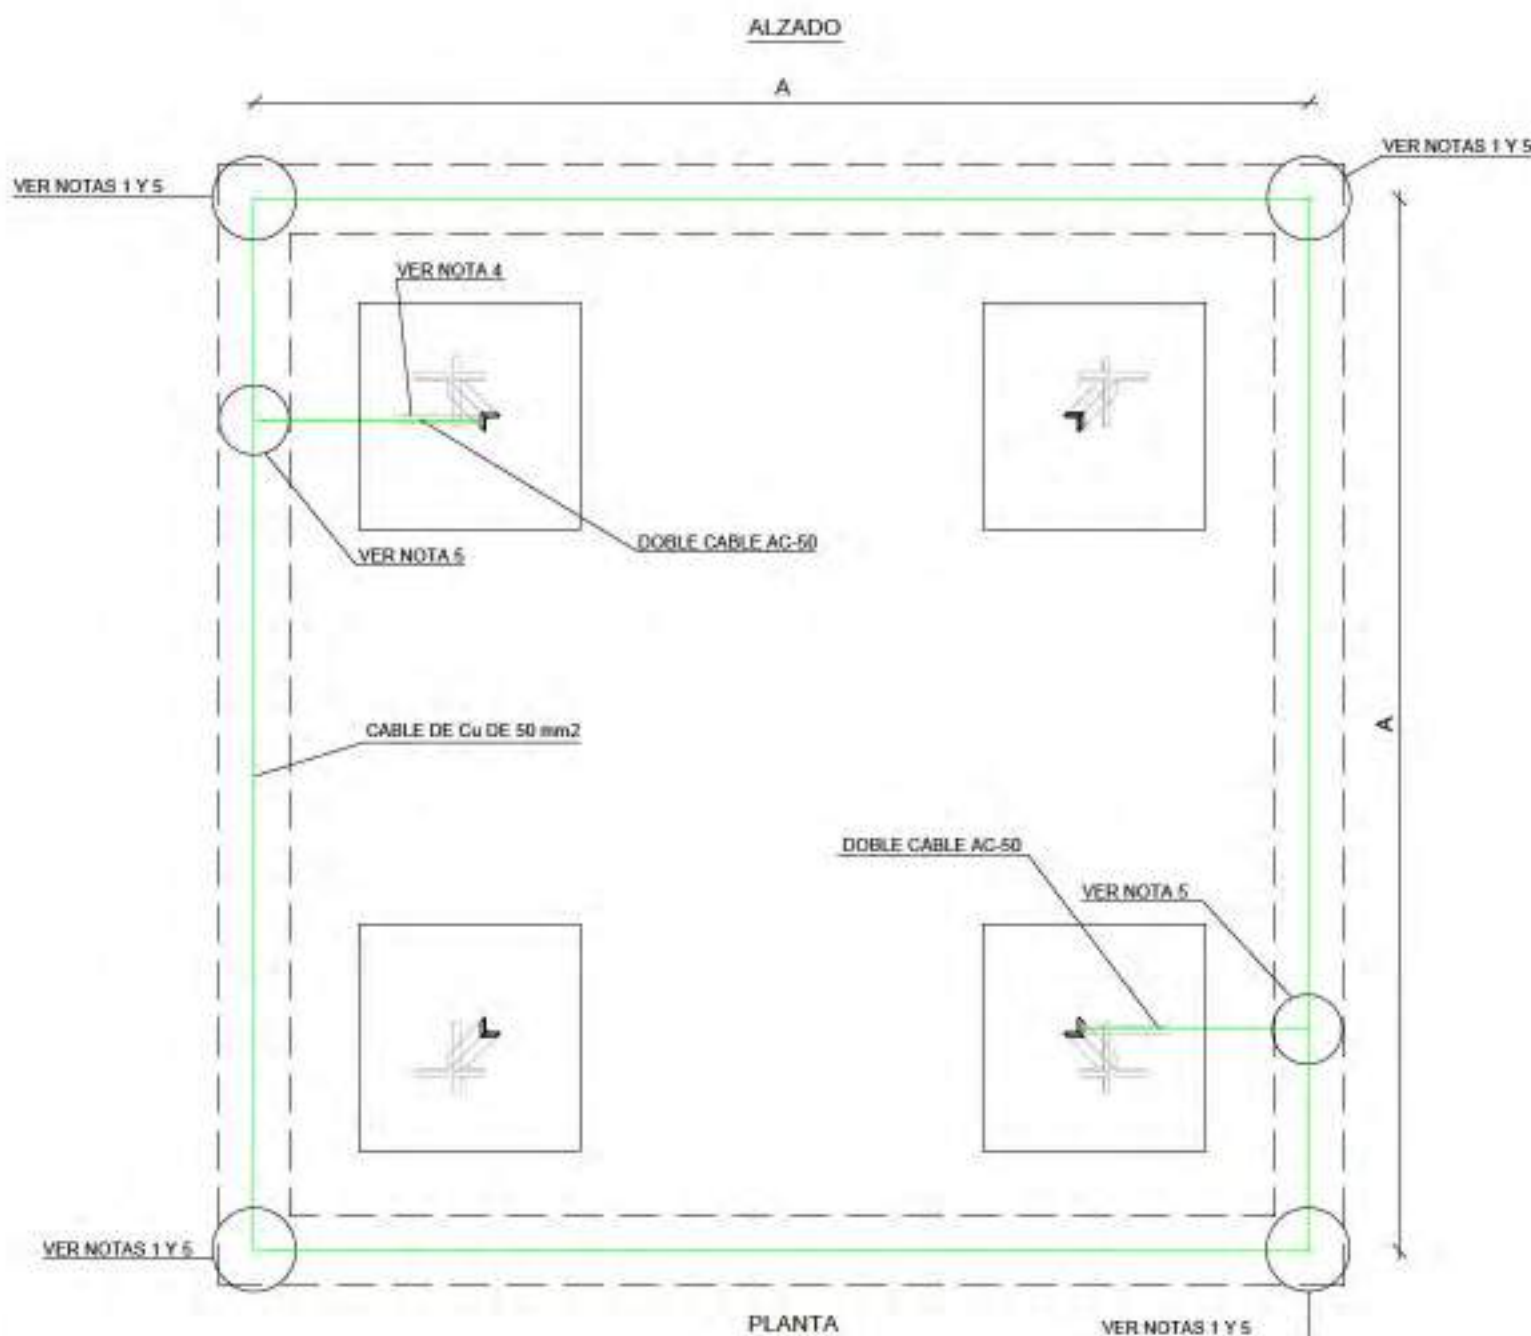 ALZADO
A
VER NOTAS 1 Y 5
VER NOTAS 1 Y 5
VER NOTA 4
DOBLE CABLE AC-50
VER NOTA 5
A
CABLE DE Cu DE 50 mm2
DOBLE CABLE AC-50
VER NOTA 5
VER NOTAS 1 Y 5
PLANTA
VER NOTAS 1 Y 5